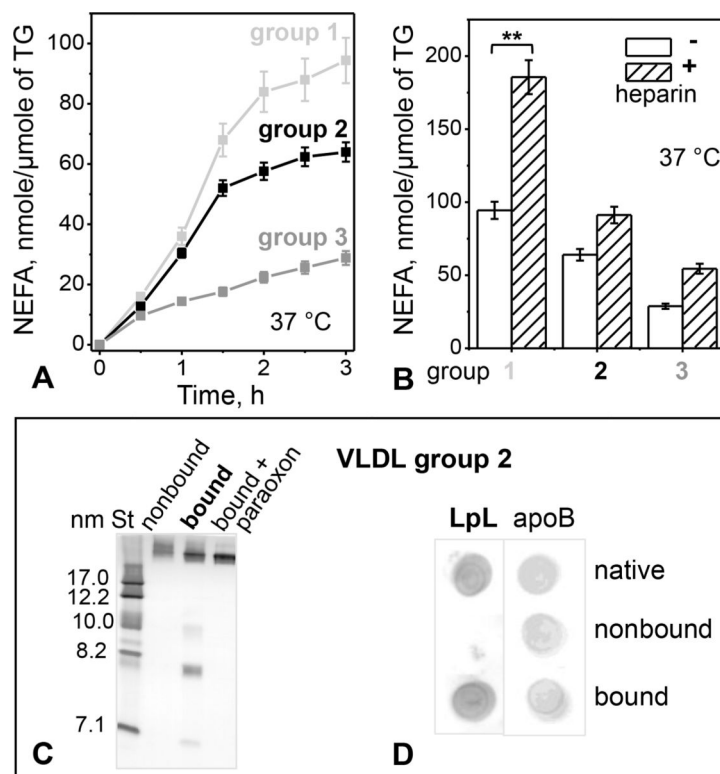 group 1
group 2
group 3
37 °C
NEFA, nmole/µmole of TG
100
80
60
40
20
0
0
1
2
3
Time, h
A
**
-
+
heparin
37 °C
NEFA, nmole/µmole of TG
200
150
100
50
0
group 1 2 3
B
VLDL group 2
nm St nonbound bound bound + paraoxon
17.0
12.2
10.0
8.2
7.1
C
LpL apoB
native
nonbound
bound
D